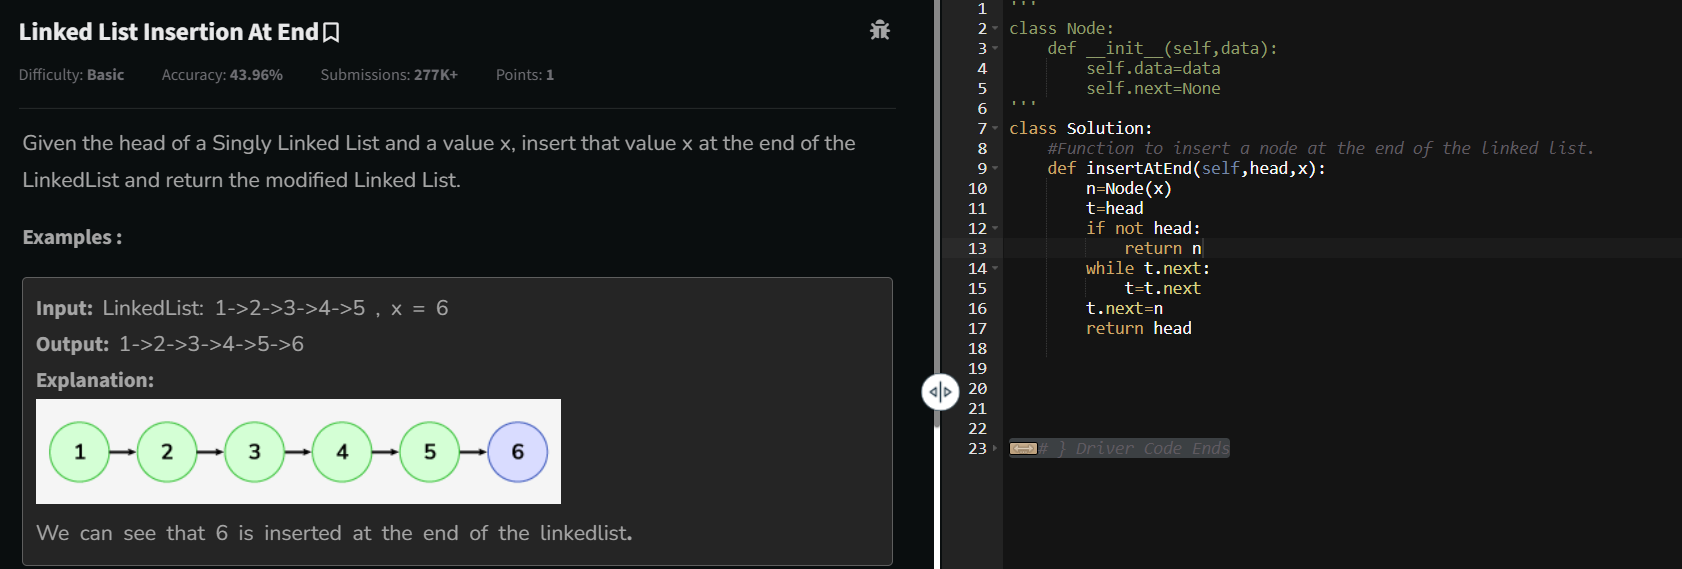 Linked List Insertion At End
Difficulty: Basic Accuracy: 43.96% Submissions: 277K+ Points: 1
Given the head of a Singly Linked List and a value x, insert that value x at the end of the
LinkedList and return the modified Linked List.
Examples :
Input: LinkedList: 1->2->3->4->5 , x = 6
Output: 1->2->3->4->5->6
Explanation:
1 2 3 4 5 6
We can see that 6 is inserted at the end of the linkedlist.
1 '''
2 class Node:
3     def __init__(self,data):
4         self.data=data
5         self.next=None
6 '''
7 class Solution:
8     #Function to insert a node at the end of the linked list.
9     def insertAtEnd(self,head,x):
10         n=Node(x)
11         t=head
12         if not head:
13             return n
14         while t.next:
15             t=t.next
16         t.next=n
17         return head
18
19
20
21
22
23 # } Driver Code Ends